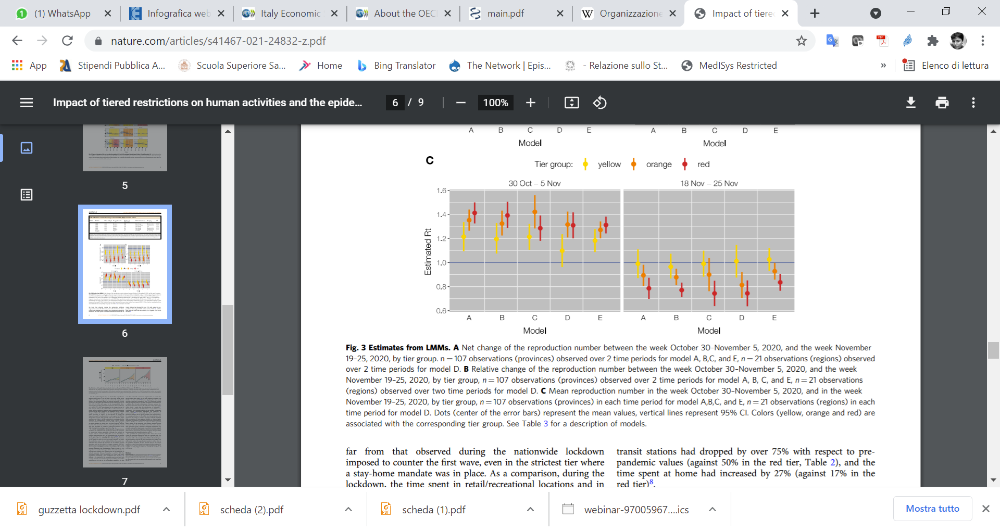 (1) WhatsApp
Infografica web
Italy Economic
About the OEC
main.pdf
Organizzazione
Impact of tiere
nature.com/articles/s41467-021-24832-z.pdf
App
Stipendi Pubblica A...
Scuola Superiore Sa...
Home
Bing Translator
The Network | Epis...
- Relazione sullo St...
MedISys Restricted
»
Elenco di lettura
Impact of tiered restrictions on human activities and the epide...
6 / 9
100%
5
6
7
A B C D E
A B C D E
Model
Model
C
Tier group: yellow orange red
30 Oct – 5 Nov
18 Nov – 25 Nov
Estimated Rt
1.6
1.4
1.2
1.0
0.8
0.6
A B C D E
A B C D E
Model
Model
Fig. 3 Estimates from LMMs. A Net change of the reproduction number between the week October 30–November 5, 2020, and the week November
19–25, 2020, by tier group. n = 107 observations (provinces) observed over 2 time periods for model A, B,C, and E, n = 21 observations (regions) observed
over 2 time periods for model D. B Relative change of the reproduction number between the week October 30–November 5, 2020, and the week
November 19–25, 2020, by tier group, n = 107 observations (provinces) observed over 2 time periods for model A, B, C, and E, n = 21 observations
(regions) observed over two time periods for model D. C Mean reproduction number in the week October 30–November 5, 2020, and in the week
November 19–25, 2020, by tier group, n = 107 observations (provinces) in each time period for model A,B,C, and E, n = 21 observations (regions) in each
time period for model D. Dots (center of the error bars) represent the mean values, vertical lines represent 95% CI. Colors (yellow, orange and red) are
associated with the corresponding tier group. See Table 3 for a description of models.
far from that observed during the nationwide lockdown
imposed to counter the first wave, even in the strictest tier where
a stay-home mandate was in place. As a comparison, during the
lockdown, the time spent in retail/recreational locations and in
transit stations had dropped by over 75% with respect to pre-
pandemic values (against 50% in the red tier, Table 2), and the
time spent at home had increased by 27% (against 17% in the
red tier)8.
guzzetta lockdown.pdf
scheda (2).pdf
scheda (1).pdf
webinar-97005967....ics
Mostra tutto